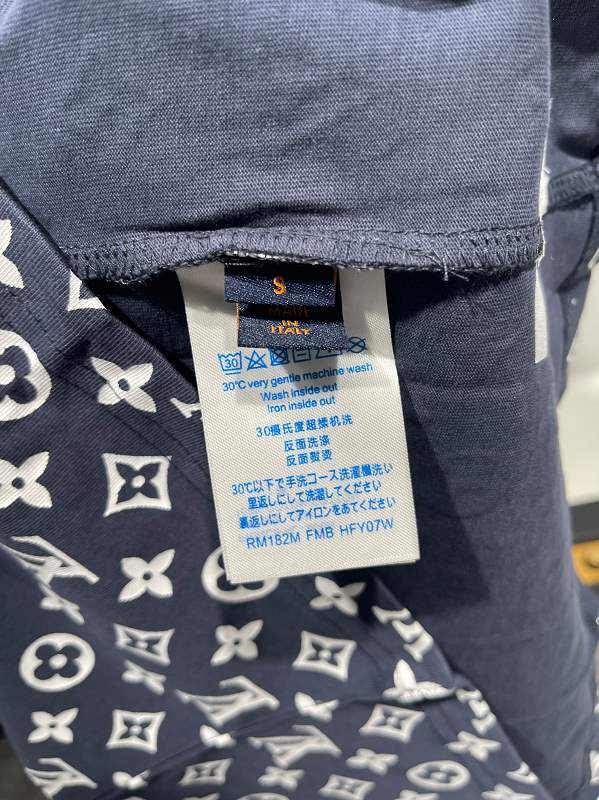 S
MADE
IN
ITALY
30
30°C very gentle machine wash
Wash inside out
Iron inside out
30摄氏度超揉机洗
反面洗涤
反面熨烫
30℃以下で手洗コース洗濯機洗い
里返しにして洗濯してください
裏返しにしてアイロンをあてください
RM182M FMB HFY07W